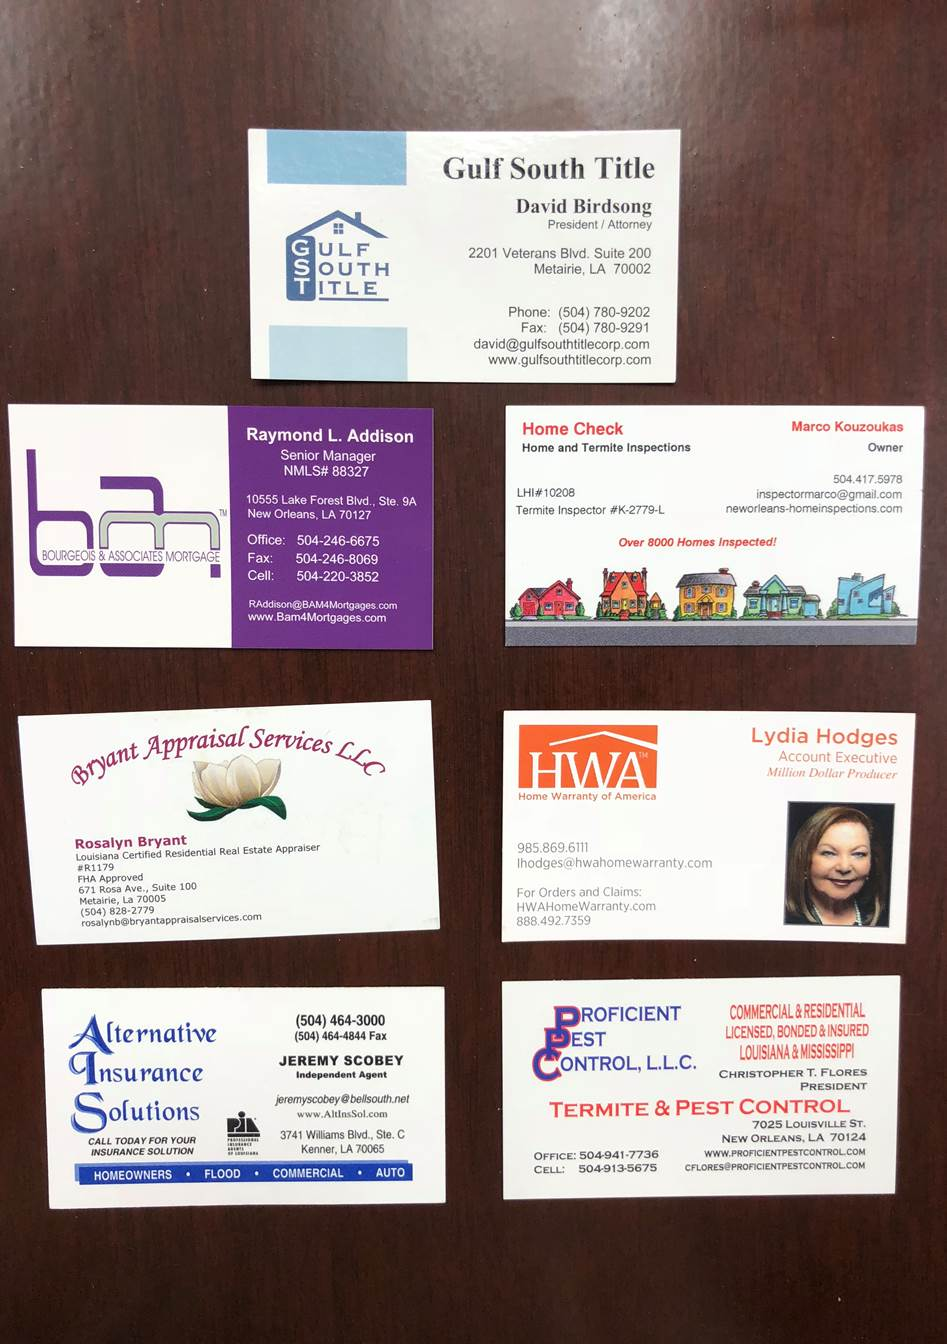 Gulf South Title
David Birdsong
President / Attorney
2201 Veterans Blvd. Suite 200
Metairie, LA 70002
Phone: (504) 780-9202
Fax: (504) 780-9291
david@gulfsouthtitlecorp.com
www.gulfsouthtitlecorp.com
GULF
SOUTH
TITLE
bam TM
BOURGEOIS & ASSOCIATES MORTGAGE
Raymond L. Addison
Senior Manager
NMLS# 88327
10555 Lake Forest Blvd., Ste. 9A
New Orleans, LA 70127
Office: 504-246-6675
Fax: 504-246-8069
Cell: 504-220-3852
RAddison@BAM4Mortgages.com
www.Bam4Mortgages.com
Home Check
Home and Termite Inspections
Marco Kouzoukas
Owner
LHI#10208
Termite Inspector #K-2779-L
504.417.5978
inspectormarco@gmail.com
neworleans-homeinspections.com
Over 8000 Homes Inspected!
Bryant Appraisal Services LLC
Rosalyn Bryant
Louisiana Certified Residential Real Estate Appraiser
#R1179
FHA Approved
671 Rosa Ave., Suite 100
Metairie, La 70005
(504) 828-2779
rosalynb@bryantappraisalservices.com
HWA TM
Home Warranty of America
Lydia Hodges
Account Executive
Million Dollar Producer
985.869.6111
lhodges@hwahomewarranty.com
For Orders and Claims:
HWAHomeWarranty.com
888.492.7359
Alternative
Insurance
Solutions
CALL TODAY FOR YOUR
INSURANCE SOLUTION
PIA
PROFESSIONAL
INSURANCE
AGENTS
OF LOUISIANA
(504) 464-3000
(504) 464-4844 Fax
JEREMY SCOBEY
Independent Agent
jeremyscobey@bellsouth.net
www.AltInsSol.com
3741 Williams Blvd., Ste. C
Kenner, LA 70065
HOMEOWNERS • FLOOD • COMMERCIAL • AUTO
PROFICIENT
PEST
CONTROL, L.L.C.
COMMERCIAL & RESIDENTIAL
LICENSED, BONDED & INSURED
LOUISIANA & MISSISSIPPI
CHRISTOPHER T. FLORES
PRESIDENT
TERMITE & PEST CONTROL
7025 LOUISVILLE ST.
NEW ORLEANS, LA 70124
OFFICE: 504-941-7736
CELL: 504-913-5675
WWW.PROFICIENTPESTCONTROL.COM
CFLORES@PROFICIENTPESTCONTROL.COM